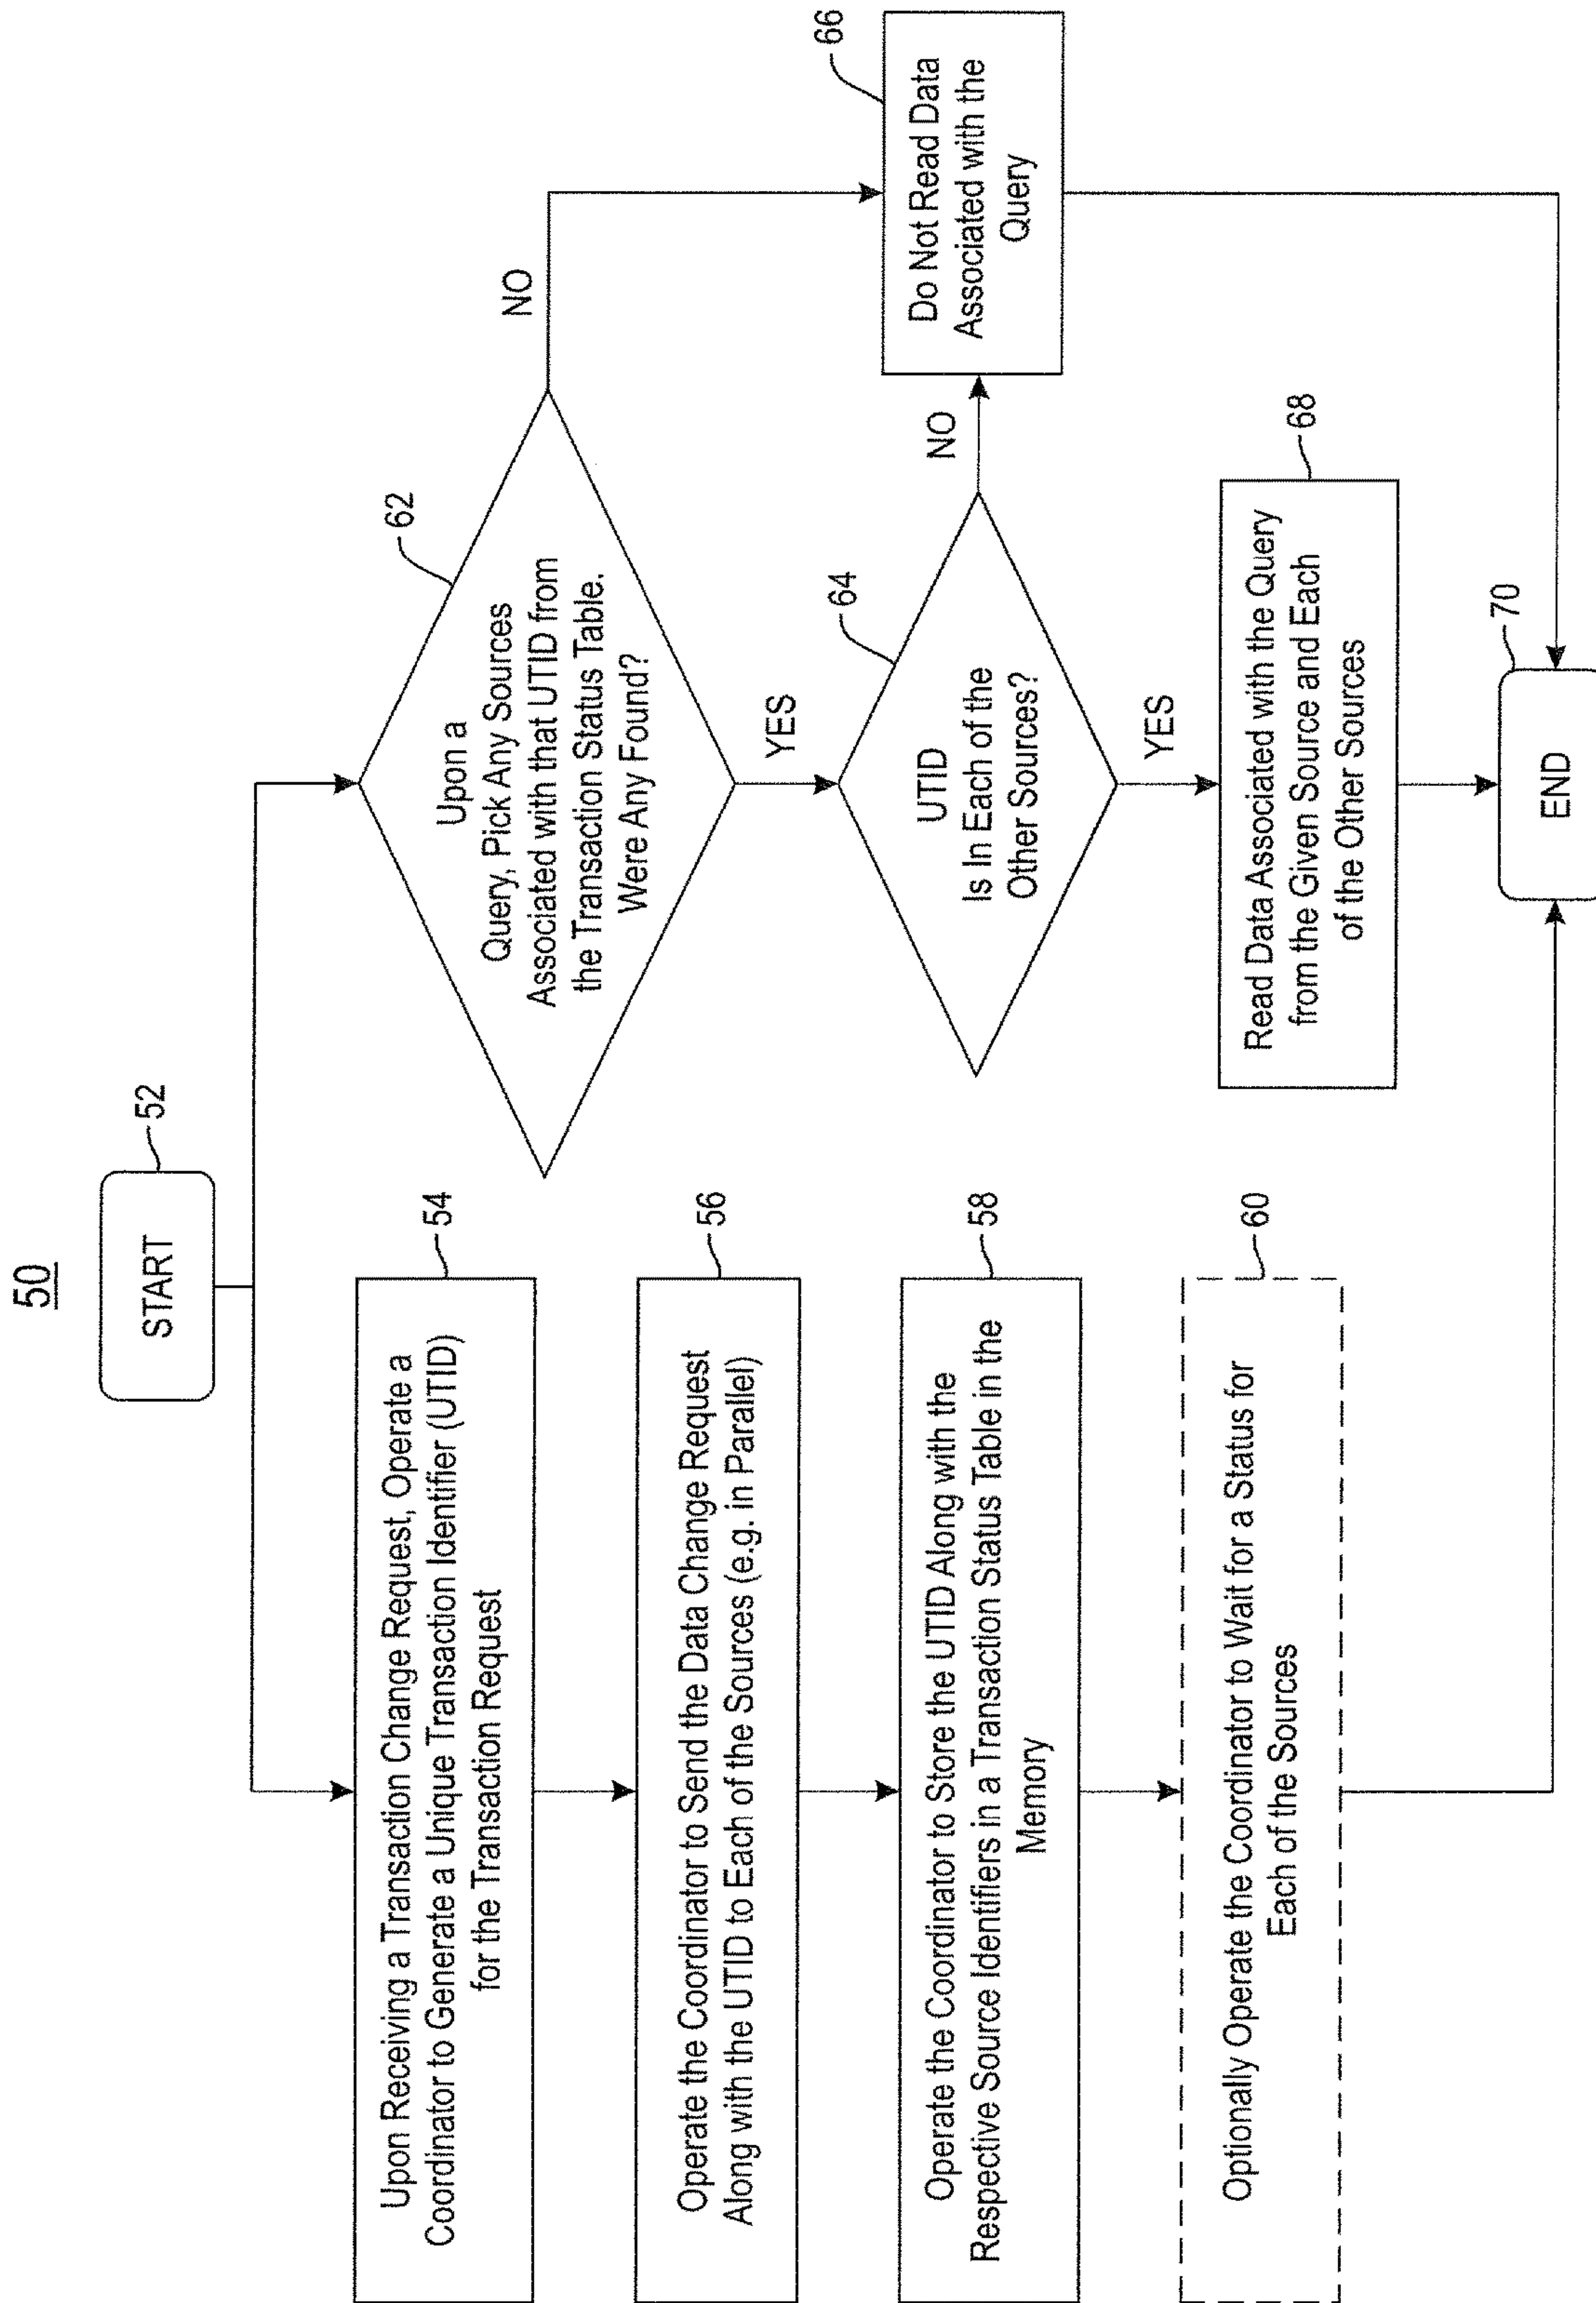 50
START
52
Upon Receiving a Transaction Change Request, Operate a
Coordinator to Generate a Unique Transaction Identifier (UTID)
for the Transaction Request
54
Operate the Coordinator to Send the Data Change Request
Along with the UTID to Each of the Sources (e.g. in Parallel)
56
Operate the Coordinator to Store the UTID Along with the
Respective Source Identifiers in a Transaction Status Table in the
Memory
58
Optionally Operate the Coordinator to Wait for a Status for
Each of the Sources
60
Upon a
Query, Pick Any Sources
Associated with that UTID from
the Transaction Status Table.
Were Any Found?
62
NO
YES
UTID
Is In Each of the
Other Sources?
64
NO
YES
Do Not Read Data
Associated with the
Query
66
Read Data Associated with the Query
from the Given Source and Each
of the Other Sources
68
END
70